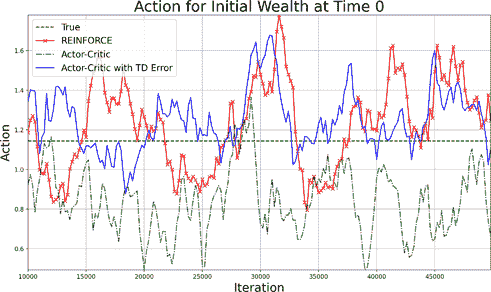 Action for Initial Wealth at Time 0
True
REINFORCE
Actor-Critic
Actor-Critic with TD Error
Action
1.6
1.4
1.2
1.0
0.8
0.6
10000 15000 20000 25000 30000 35000 40000 45000
Iteration